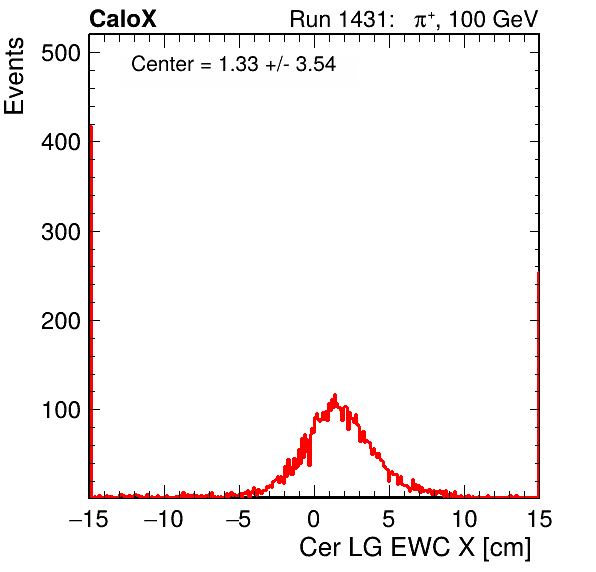 CaloX Run 1431: π⁺, 100 GeV
Center = 1.33 +/- 3.54
Events
500
400
300
200
100
−15 −10 −5 0 5 10 15
Cer LG EWC X [cm]